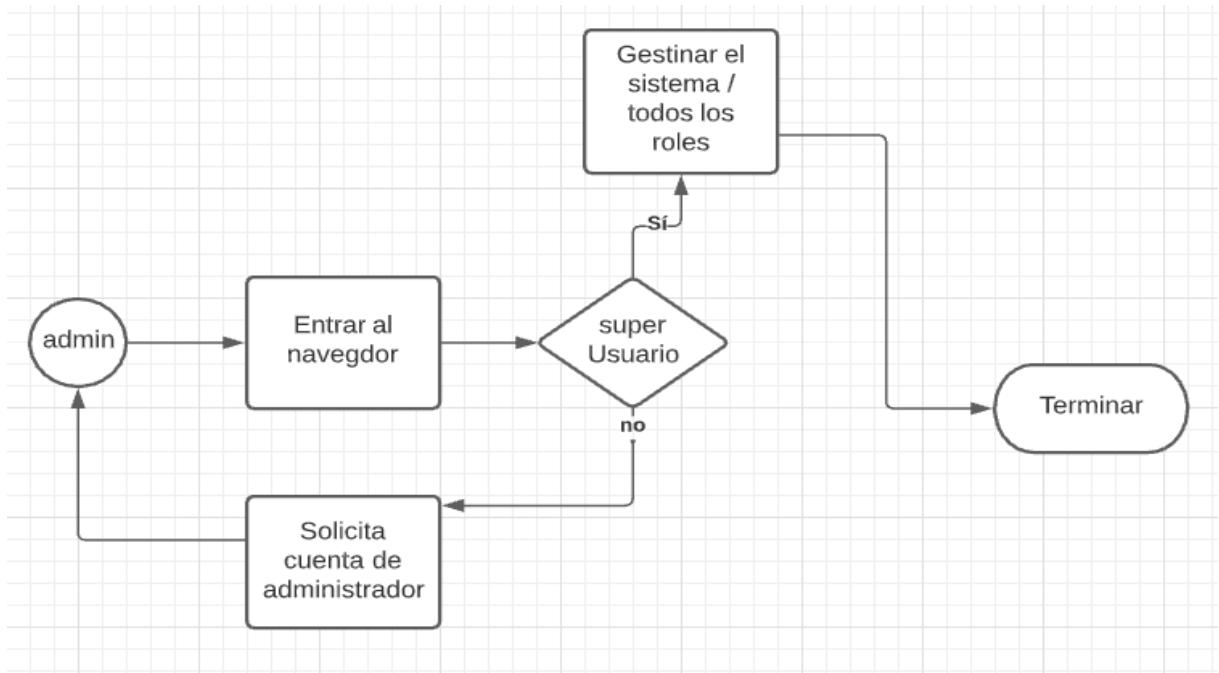 Gestinar el
sistema /
todos los
roles
Sí
admin
Entrar al
navegdor
super
Usuario
no
Terminar
Solicita
cuenta de
administrador